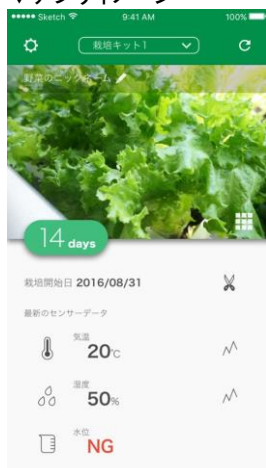 Sketch 9:41 AM 100%
栽培キット1
野菜のニックネーム
14 days
栽培開始日 2016/08/31
最新のセンサーデータ
気温
20℃
湿度
50%
水位
NG